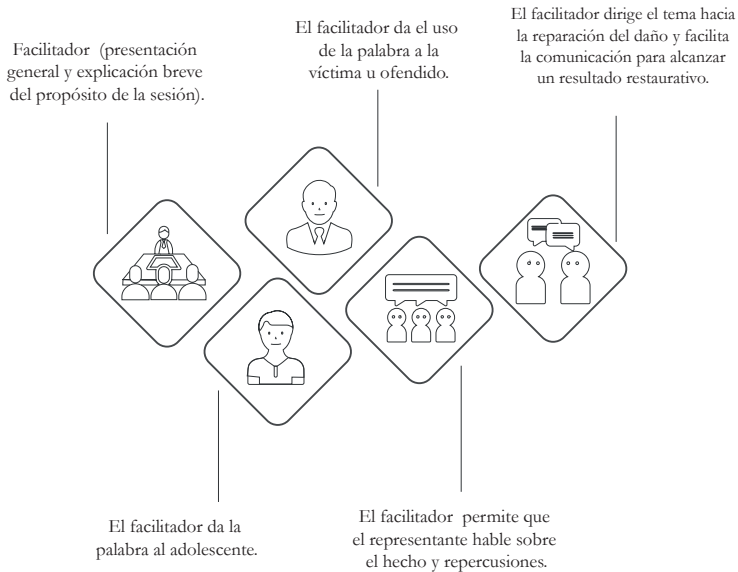 Facilitador (presentación
general y explicación breve
del propósito de la sesión).
El facilitador da el uso
de la palabra a la
víctima u ofendido.
El facilitador dirige el tema hacia
la reparación del daño y facilita
la comunicación para alcanzar
un resultado restaurativo.
El facilitador da la
palabra al adolescente.
El facilitador permite que
el representante hable sobre
el hecho y repercusiones.